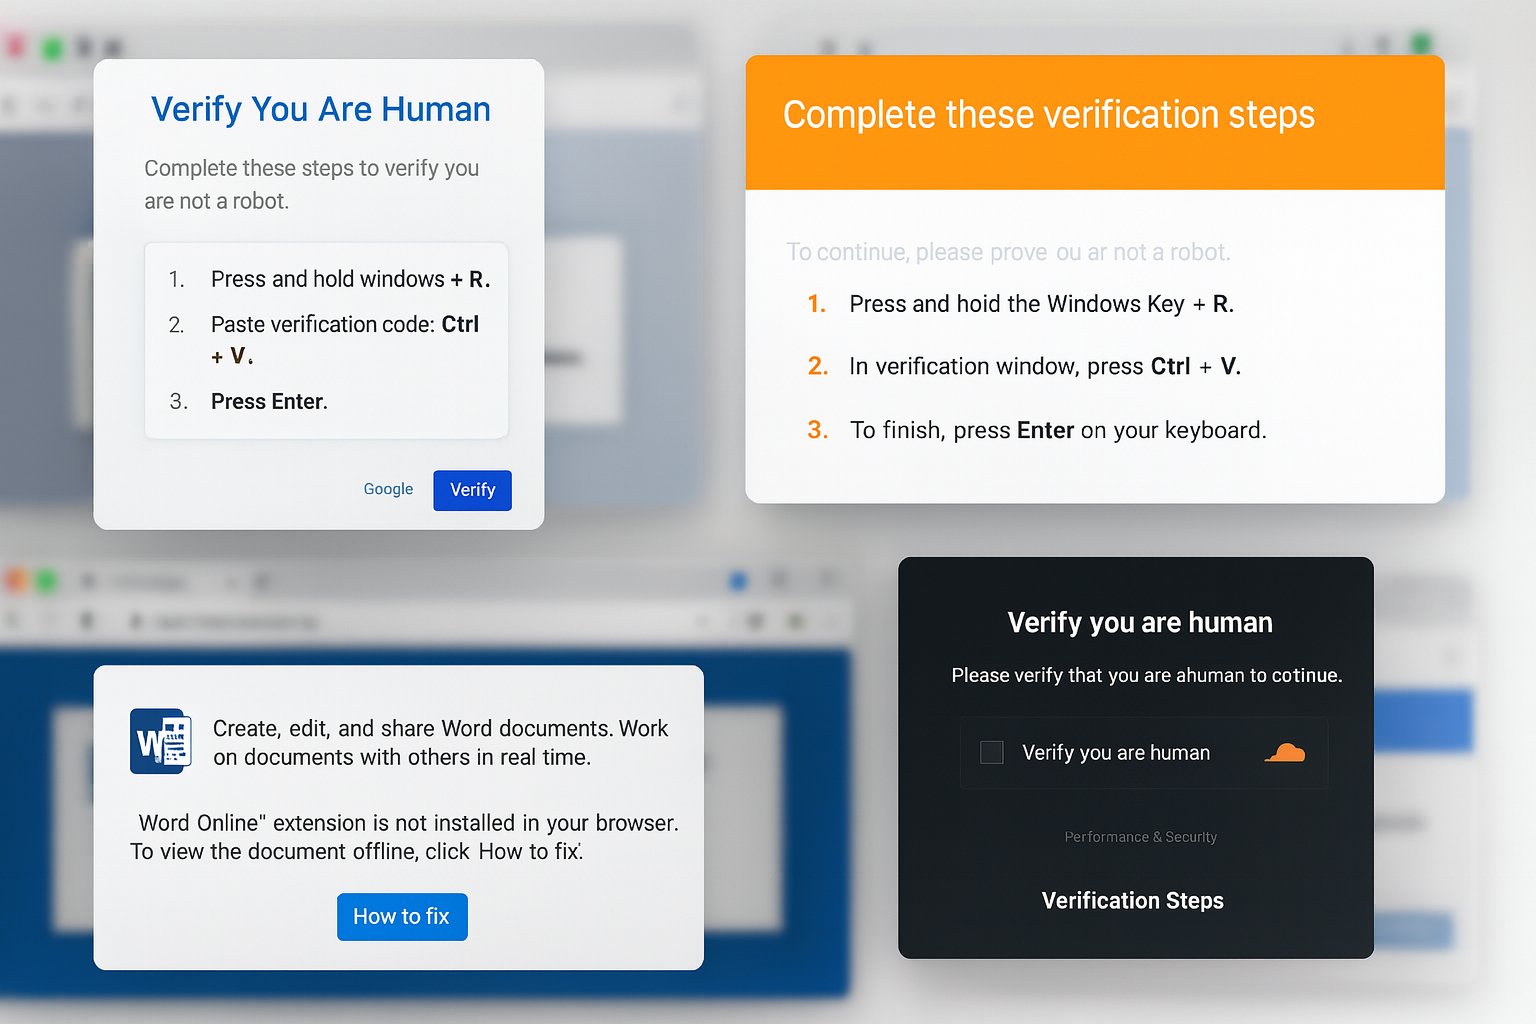 Verify You Are Human
Complete these steps to verify you
are not a robot.
1. Press and hold windows + R.
2. Paste verification code: Ctrl
+ V.
3. Press Enter.
Google
Verify
Complete these verification steps
To continue, please prove ou ar not a robot.
1. Press and hoid the Windows Key + R.
2. In verification window, press Ctrl + V.
3. To finish, press Enter on your keyboard.
W
Create, edit, and share Word documents. Work
on documents with others in real time.
Word Online" extension is not installed in your browser.
To view the document offline, click How to fix'.
How to fix
Verify you are human
Please verify that you are ahuman to cotinue.
Verify you are human
Performance & Security
Verification Steps